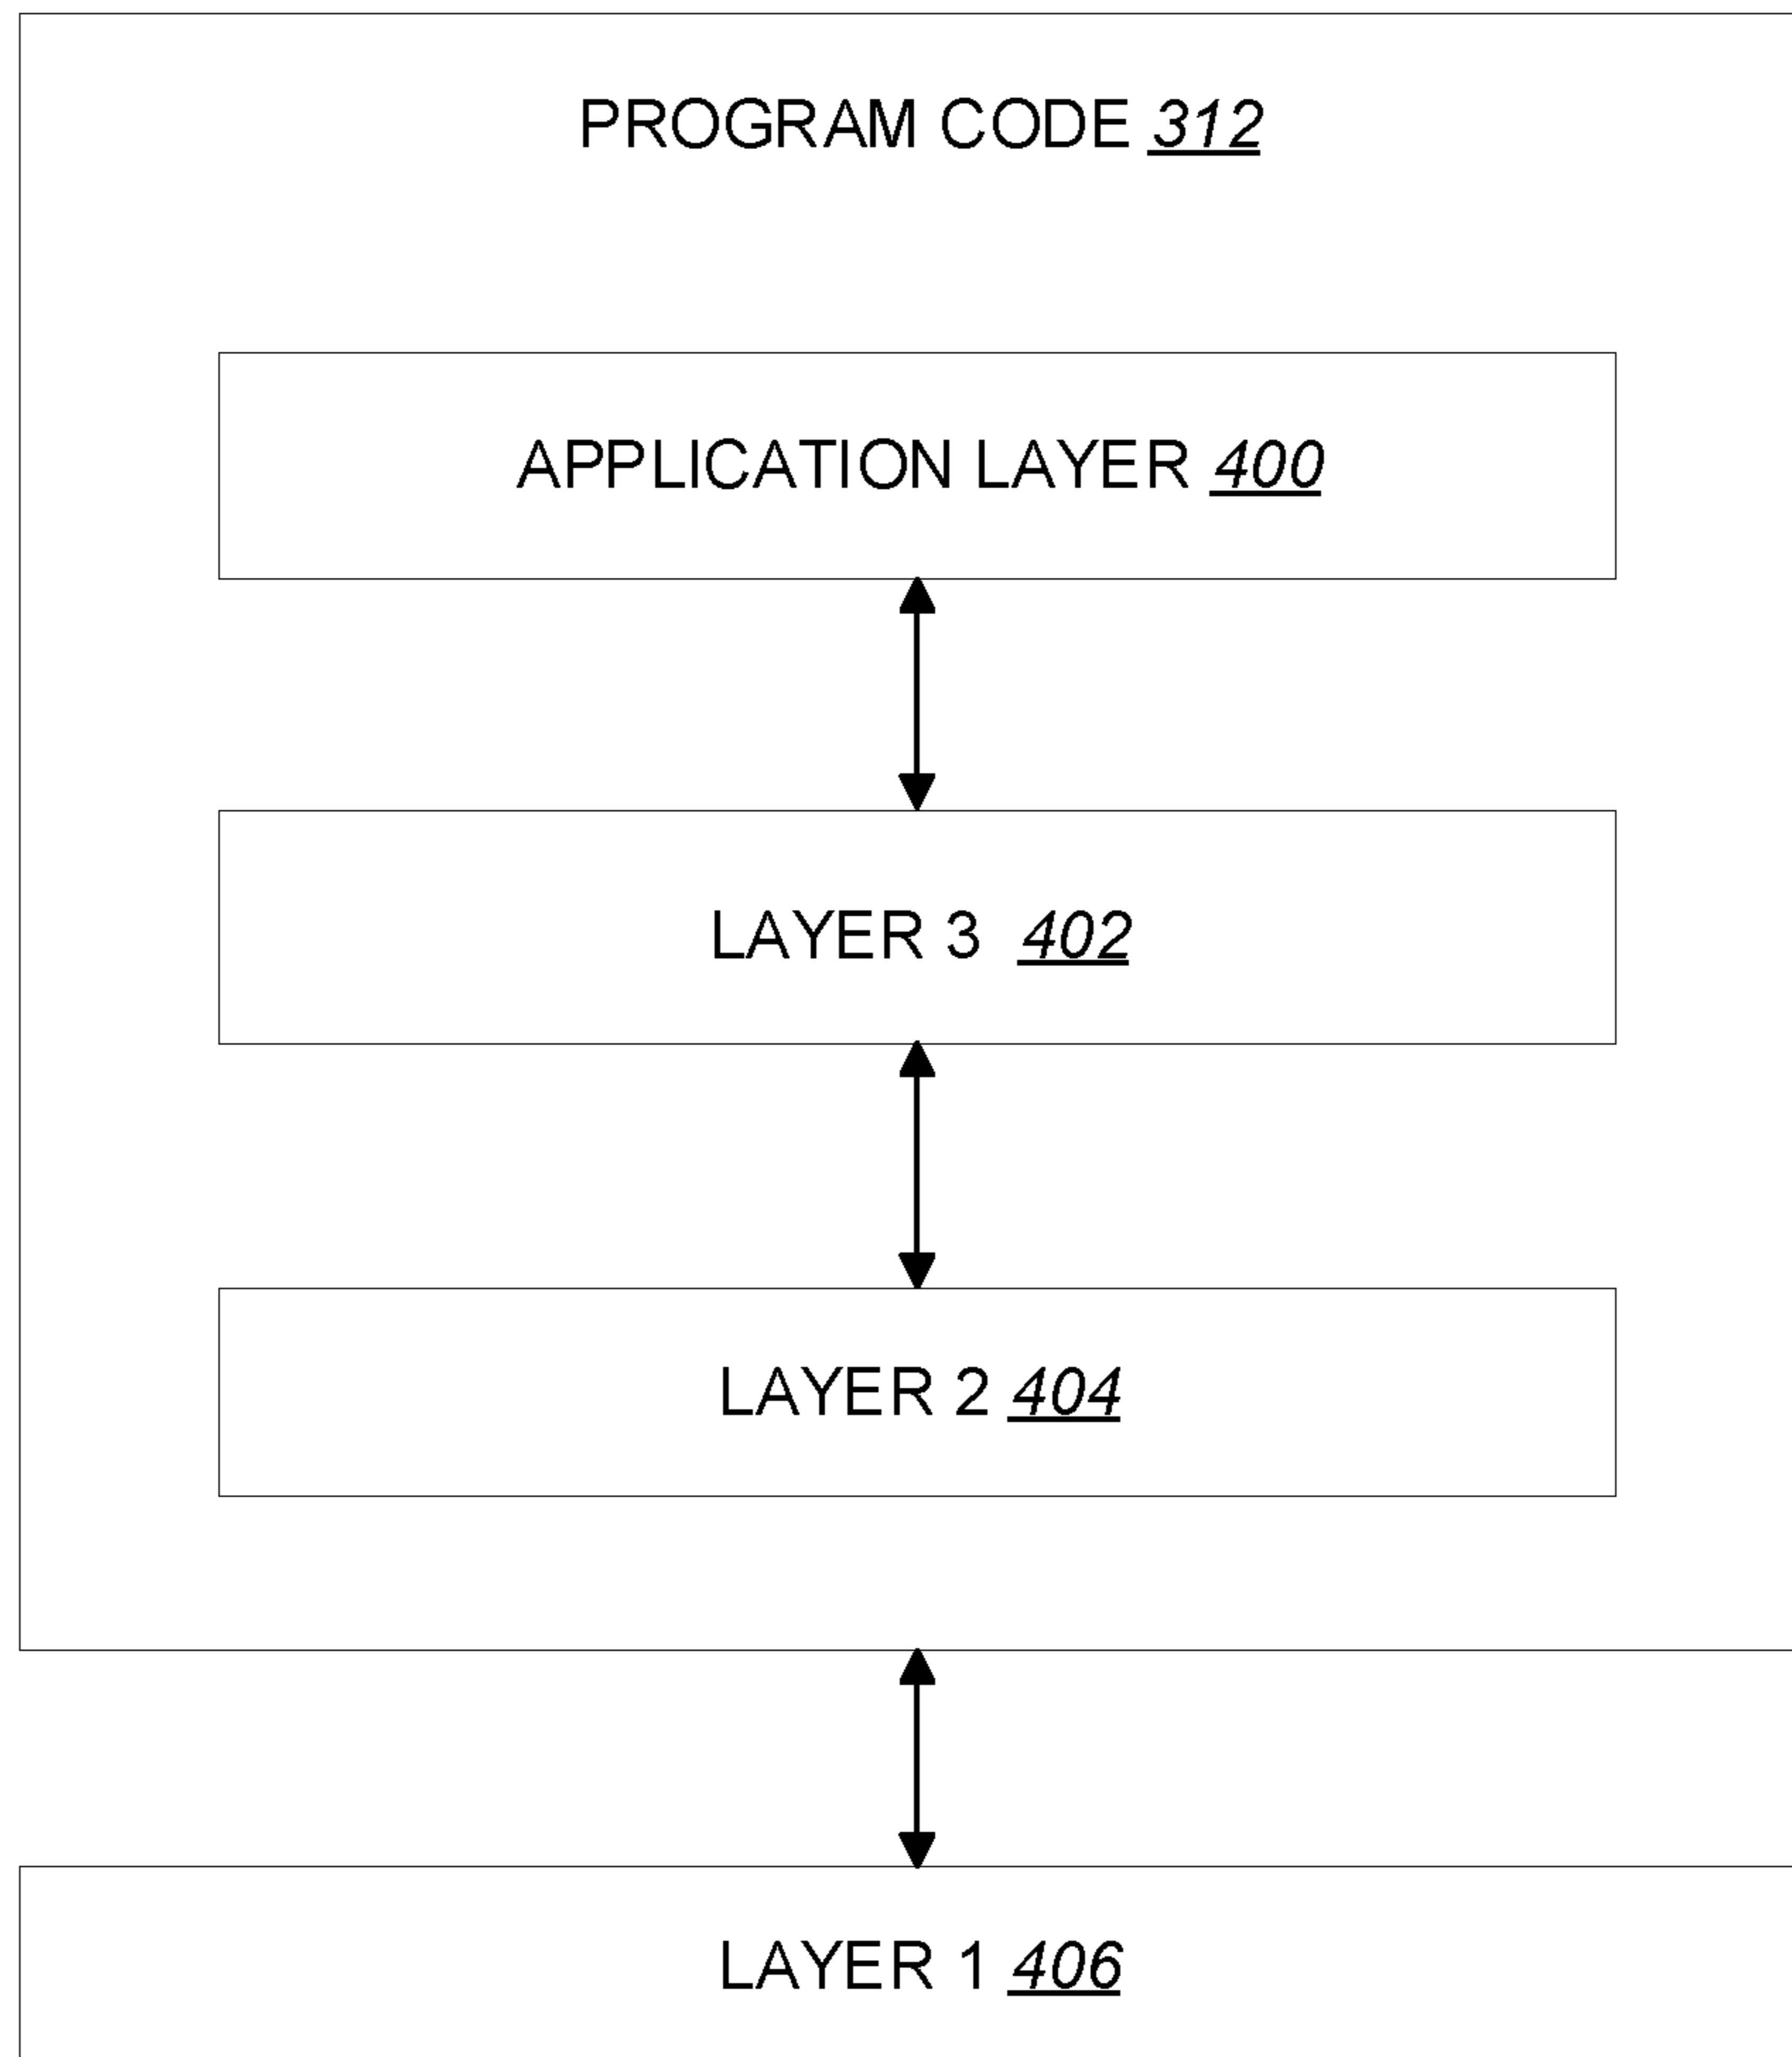 PROGRAM CODE 312
APPLICATION LAYER 400
LAYER 3 402
LAYER 2 404
LAYER 1 406